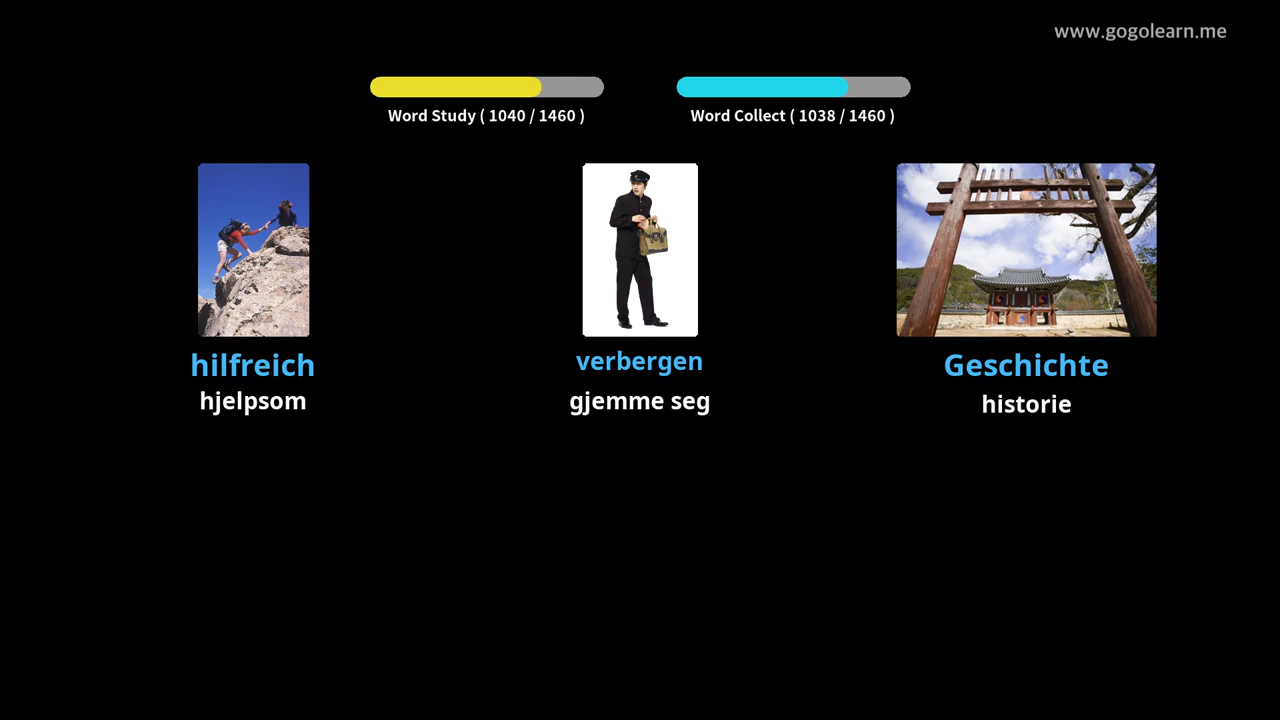 www.gogolearn.me
Word Study ( 1040 / 1460 )
Word Collect ( 1038 / 1460 )
hilfreich
hjelpsom
verbergen
gjemme seg
Geschichte
historie